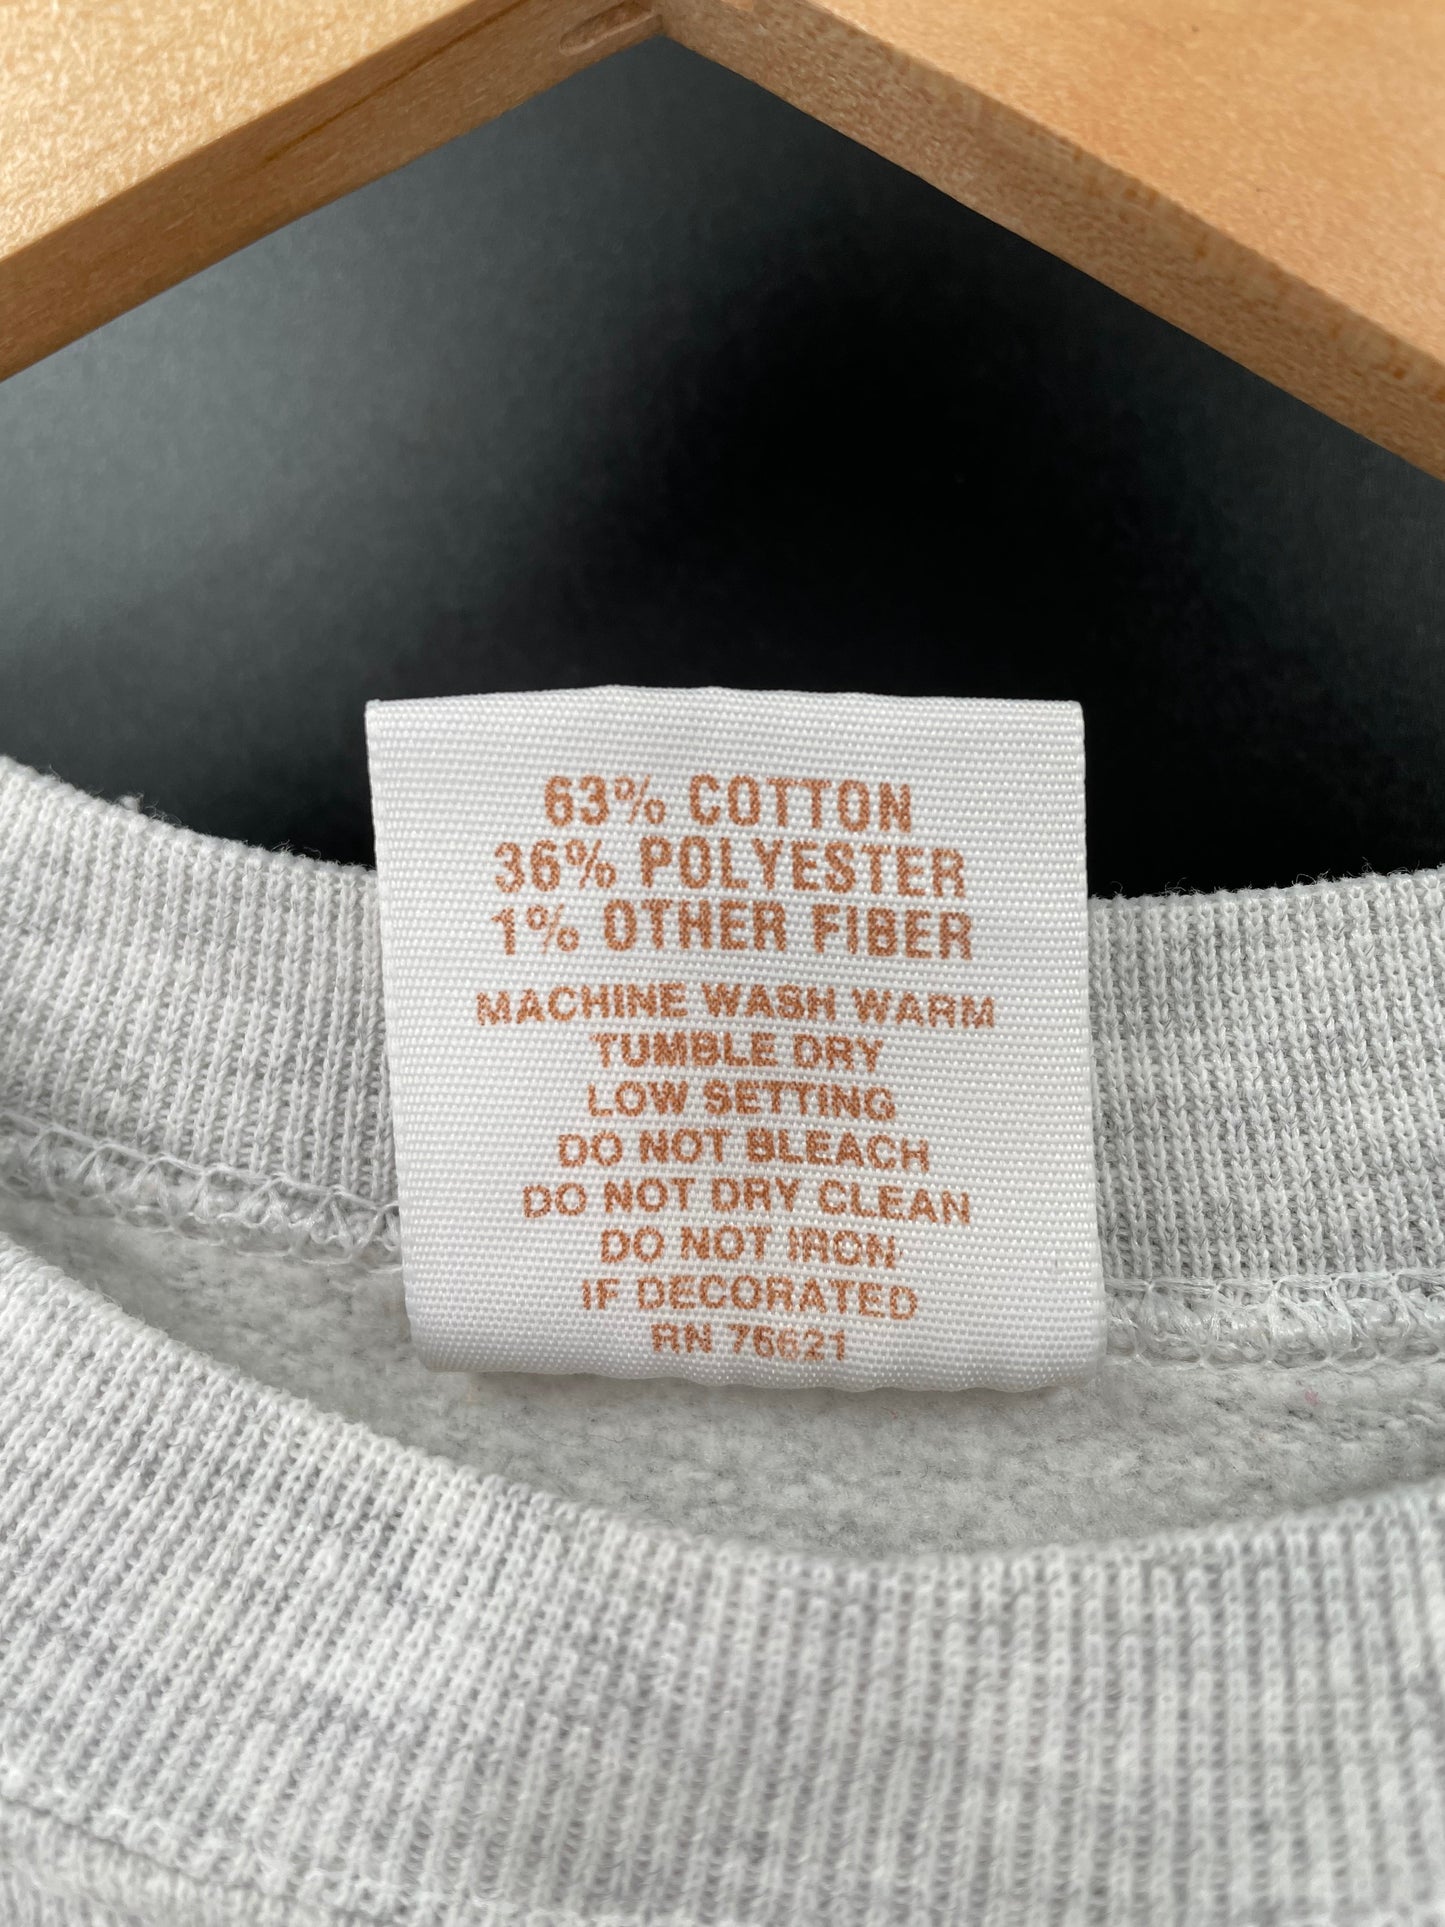 63% COTTON
36% POLYESTER
1% OTHER FIBER
MACHINE WASH WARM
TUMBLE DRY
LOW SETTING
DO NOT BLEACH
DO NOT DRY CLEAN
DO NOT IRON
IF DECORATED
RN 76621